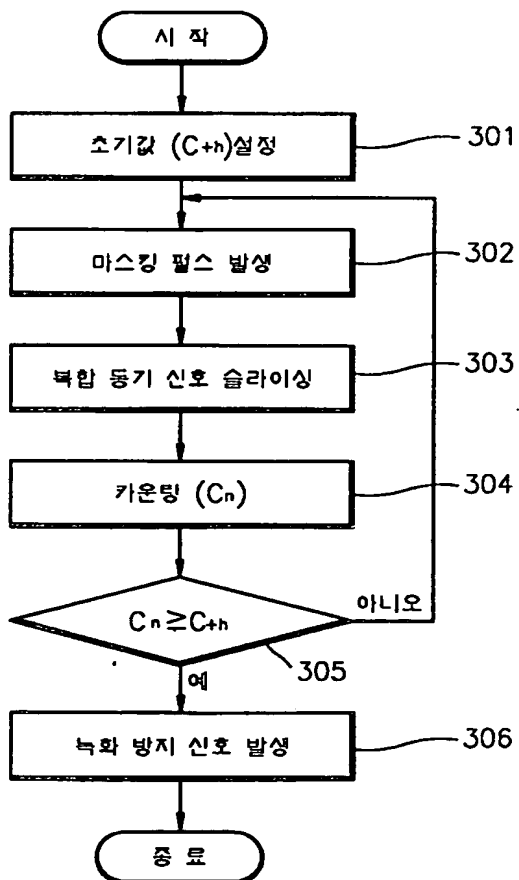 시 작
초기값 (C+h)설정
301
마스킹 펄스 발생
302
복합 동기 신호 슬라이싱
303
카운팅 (Cn)
304
Cn≥C+h
아니오
305
예
녹화 방지 신호 발생
306
종 료